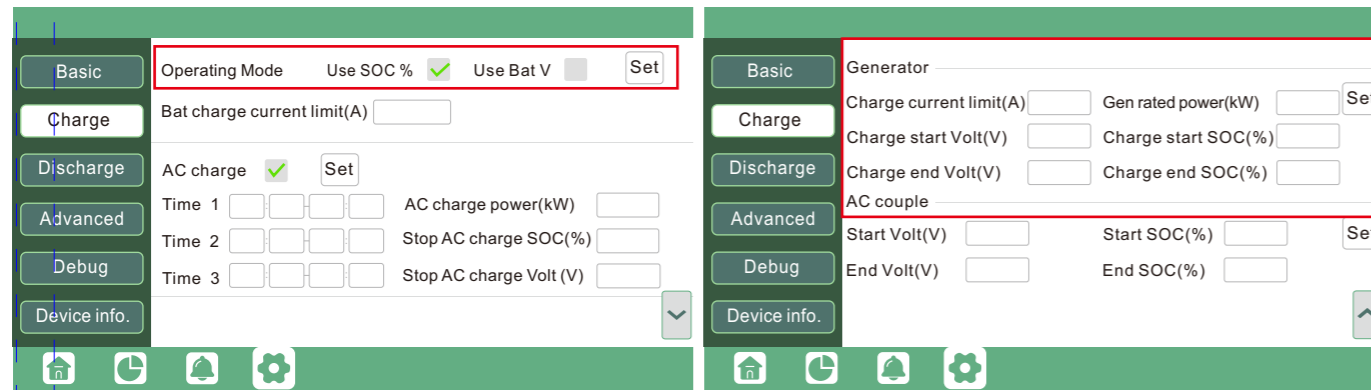 Basic
Charge
Discharge
Advanced
Debug
Device info.
Operating Mode Use SOC % Use Bat V Set
Bat charge current limit(A)
AC charge Set
Time 1 : - : AC charge power(kW)
Time 2 : - : Stop AC charge SOC(%)
Time 3 : - : Stop AC charge Volt (V)
Basic
Charge
Discharge
Advanced
Debug
Device info.
Generator
Charge current limit(A) Gen rated power(kW) Set
Charge start Volt(V) Charge start SOC(%)
Charge end Volt(V) Charge end SOC(%)
AC couple
Start Volt(V) Start SOC(%) Set
End Volt(V) End SOC(%)